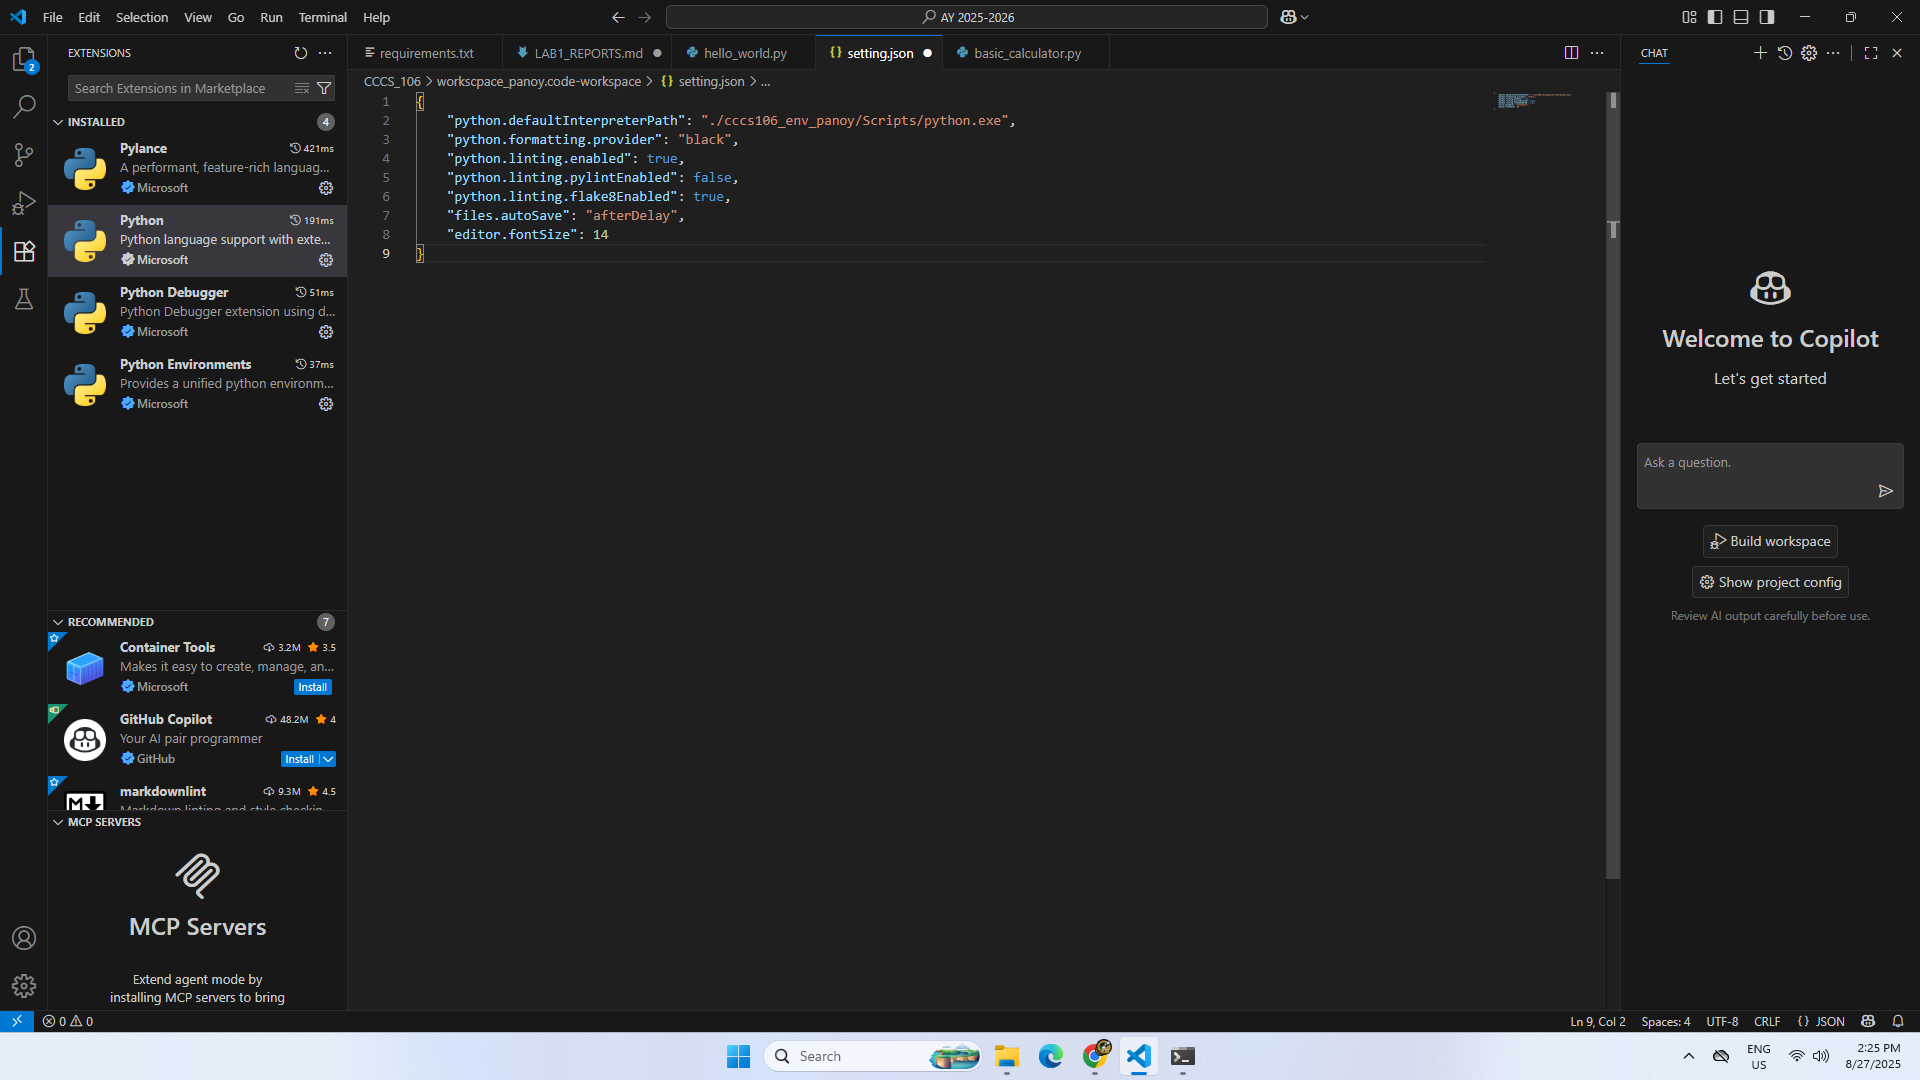 File Edit Selection View Go Run Terminal Help
AY 2025-2026
EXTENSIONS
Search Extensions in Marketplace
INSTALLED 4
Pylance 421ms
A performant, feature-rich languag...
Microsoft
Python 191ms
Python language support with exte...
Microsoft
Python Debugger 51ms
Python Debugger extension using d...
Microsoft
Python Environments 37ms
Provides a unified python environm...
Microsoft
RECOMMENDED 7
Container Tools 3.2M 3.5
Makes it easy to create, manage, an...
Microsoft Install
GitHub Copilot 48.2M 4
Your AI pair programmer
GitHub Install
markdownlint 9.3M 4.5
Markdown linting and style checkin...
MCP SERVERS
MCP Servers
Extend agent mode by
installing MCP servers to bring
requirements.txt LAB1_REPORTS.md hello_world.py setting.json basic_calculator.py
CCCS_106 > workscpace_panoy.code-workspace > {} setting.json > ...
1 {
2 "python.defaultInterpreterPath": "./cccs106_env_panoy/Scripts/python.exe",
3 "python.formatting.provider": "black",
4 "python.linting.enabled": true,
5 "python.linting.pylintEnabled": false,
6 "python.linting.flake8Enabled": true,
7 "files.autoSave": "afterDelay",
8 "editor.fontSize": 14
9 }
CHAT
Welcome to Copilot
Let's get started
Ask a question.
Build workspace
Show project config
Review AI output carefully before use.
2
0 0
Ln 9, Col 2 Spaces: 4 UTF-8 CRLF {} JSON
Search
ENG
US
2:25 PM
8/27/2025